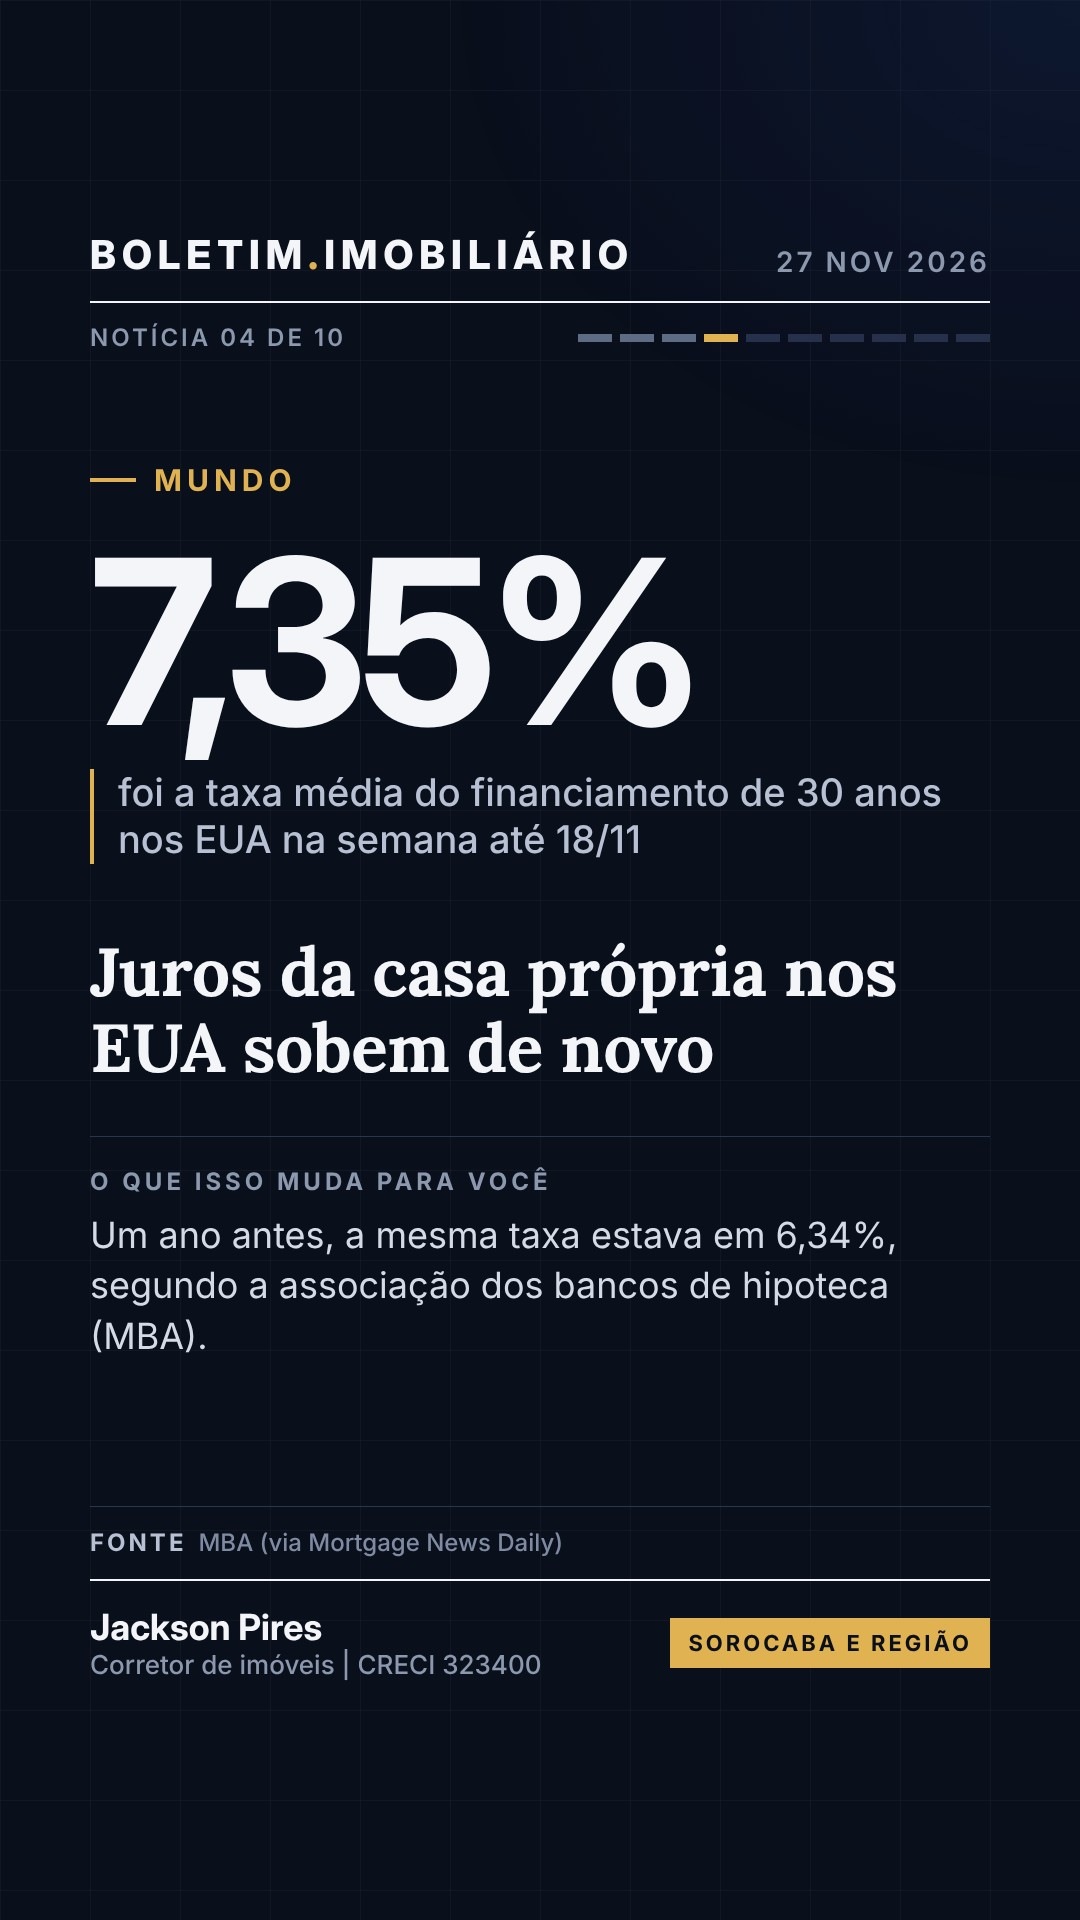 BOLETIM.IMOBILIÁRIO
27 NOV 2026
NOTÍCIA 04 DE 10
MUNDO
7,35%
foi a taxa média do financiamento de 30 anos
nos EUA na semana até 18/11
Juros da casa própria nos
EUA sobem de novo
O QUE ISSO MUDA PARA VOCÊ
Um ano antes, a mesma taxa estava em 6,34%,
segundo a associação dos bancos de hipoteca
(MBA).
FONTE MBA (via Mortgage News Daily)
Jackson Pires
Corretor de imóveis | CRECI 323400
SOROCABA E REGIÃO